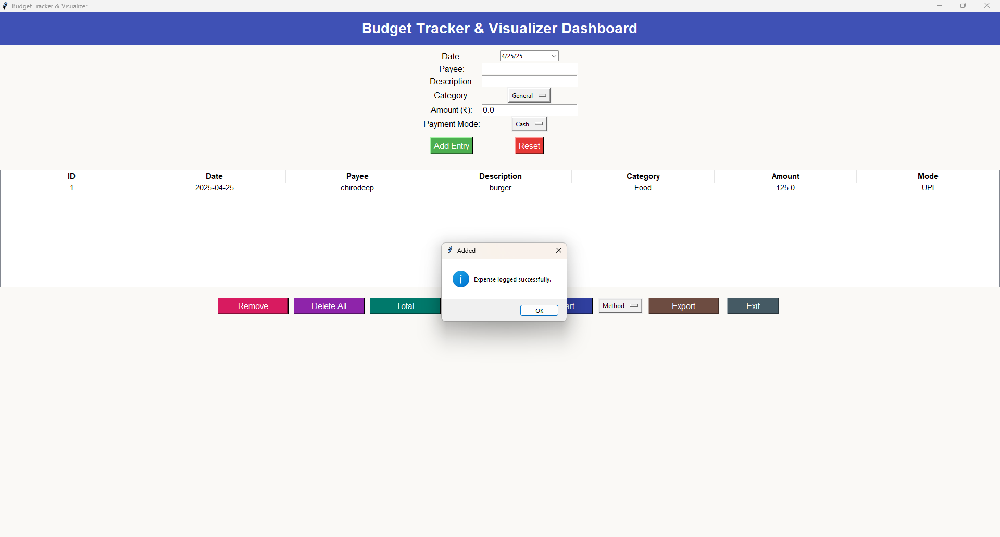 Budget Tracker & Visualizer
Budget Tracker & Visualizer Dashboard
Date: 4/25/25
Payee:
Description:
Category: General
Amount (₹): 0.0
Payment Mode: Cash
Add Entry Reset
ID Date Payee Description Category Amount Mode
1 2025-04-25 chirodeep burger Food 125.0 UPI
Added
Expense logged successfully.
OK
Remove Delete All Total art Method Export Exit